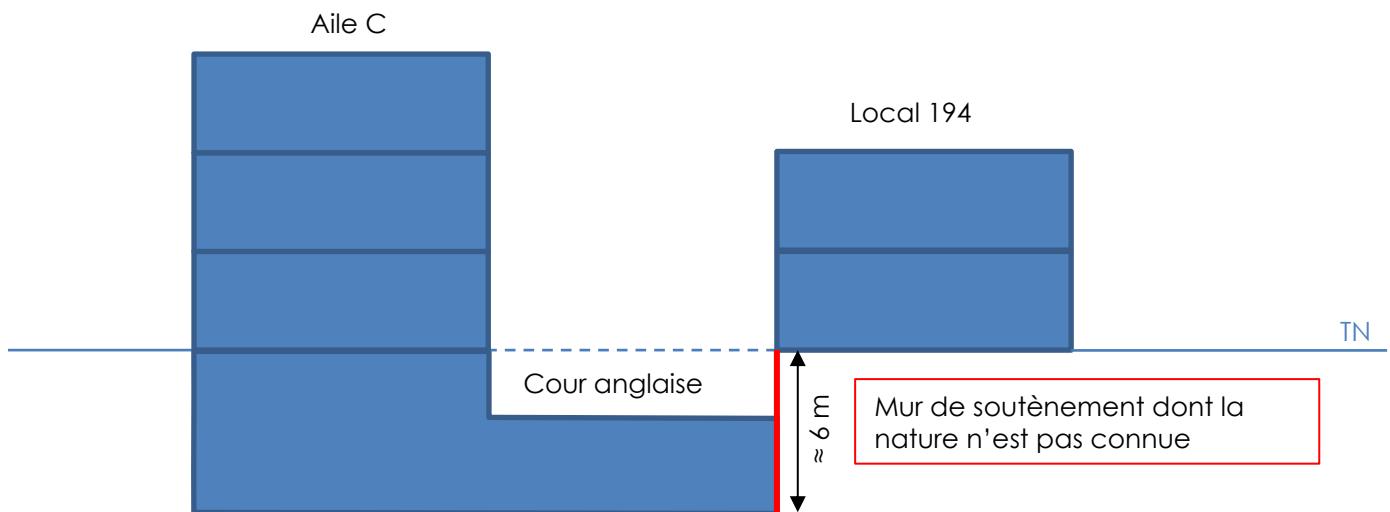 Aile C
Local 194
TN
Cour anglaise
≈ 6 m
Mur de soutènement dont la
nature n'est pas connue